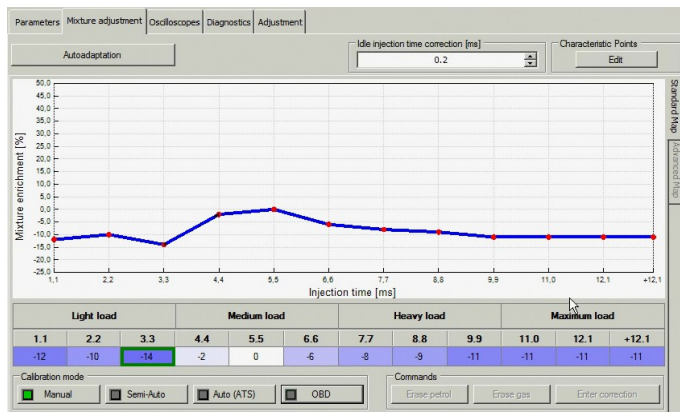 Parameters Mixture adjustment Oscilloscopes Diagnostics Adjustment
Autoadaptation
Idle injection time correction [ms]
0.2
Characteristic Points
Edit
Mixture enrichment [%]
50,0
45,0
40,0
35,0
30,0
25,0
20,0
15,0
10,0
5,0
0,0
-5,0
-10,0
-15,0
-20,0
-25,0
1,1 2,2 3,3 4,4 5,5 6,6 7,7 8,8 9,9 11,0 12,1 +12,1
Injection time [ms]
Standard Map
Advanced Map
Light load Medium load Heavy load Maximum load
1.1 2.2 3.3 4.4 5.5 6.6 7.7 8.8 9.9 11.0 12.1 +12.1
-12 -10 -14 -2 0 -6 -8 -9 -11 -11 -11 -11
Calibration mode
Manual Semi-Auto Auto (ATS) OBD
Commands
Erase petrol Erase gas Enter correction